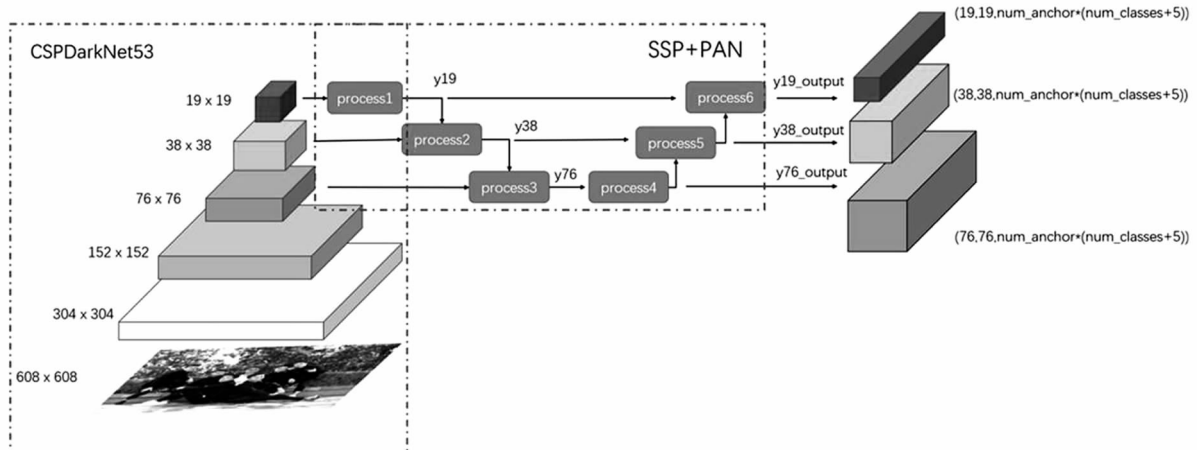 CSPDarkNet53
SSP+PAN
(19,19,num_anchor*(num_classes+5))
19 x 19
process1
y19
process6
y19_output
(38,38,num_anchor*(num_classes+5))
38 x 38
process2
y38
process5
y38_output
76 x 76
process3
y76
process4
y76_output
(76,76,num_anchor*(num_classes+5))
152 x 152
304 x 304
608 x 608